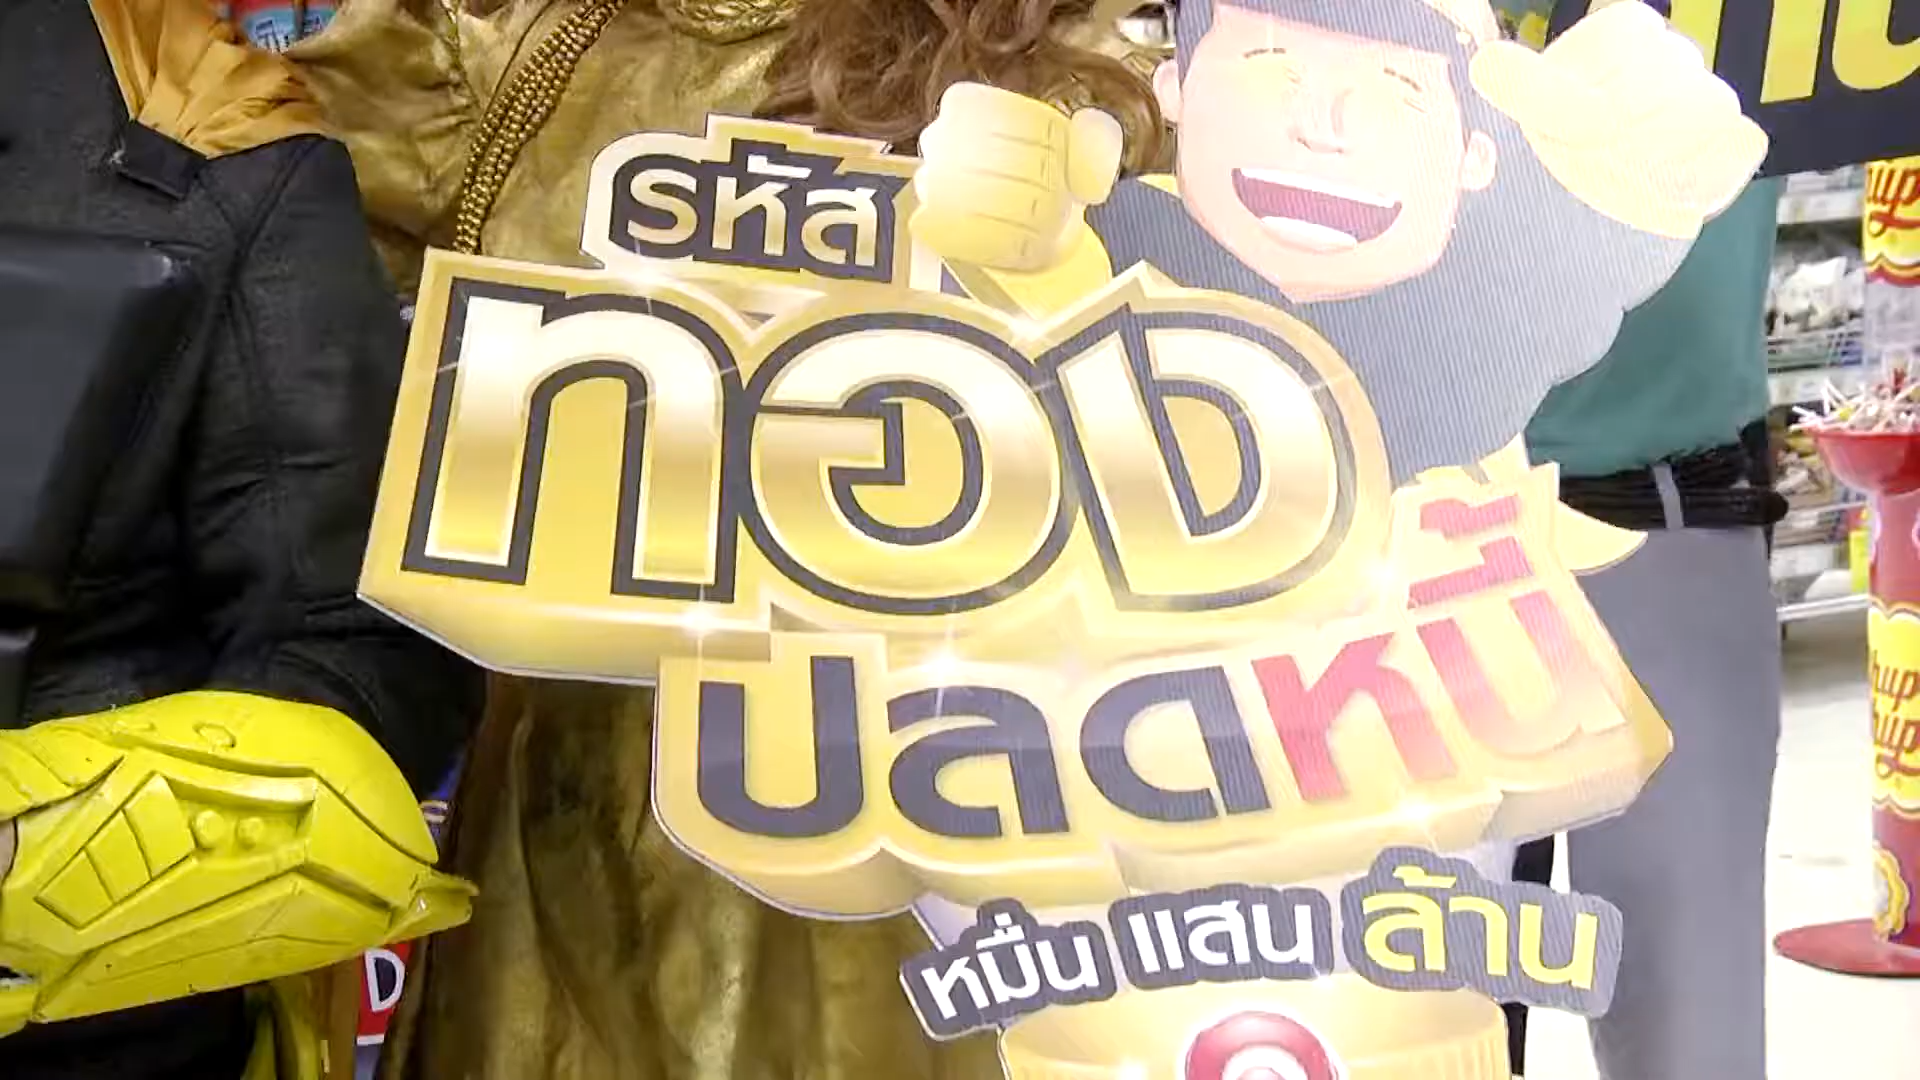 รหัส
ทอง
ปลดหนี้
หมื่น แสน ล้าน
D